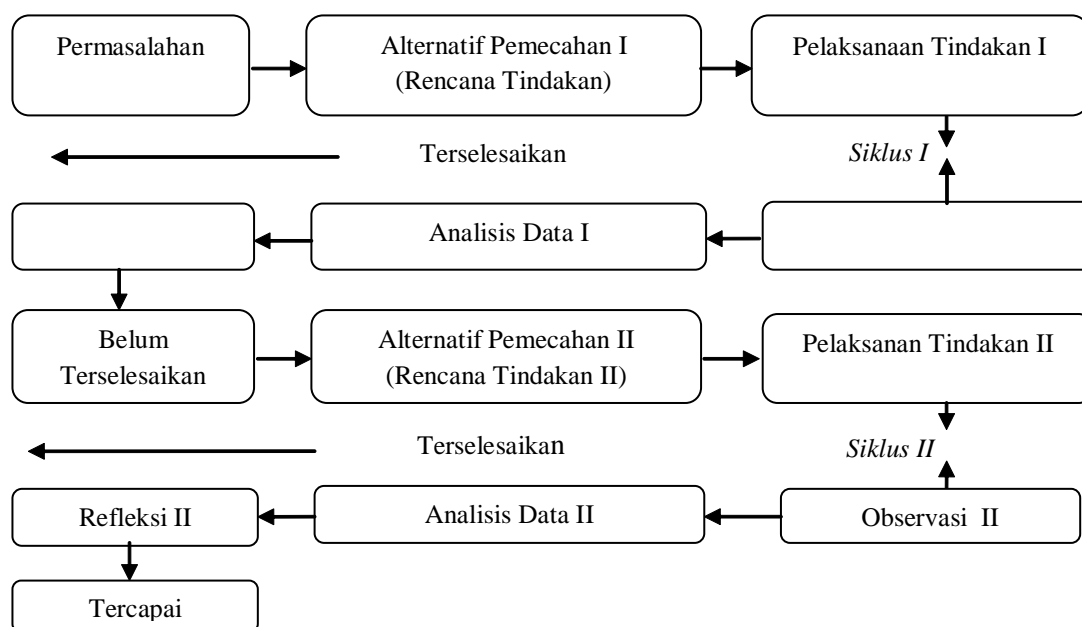 Permasalahan
Alternatif Pemecahan I
(Rencana Tindakan)
Pelaksanaan Tindakan I
Terselesaikan
Siklus I
Analisis Data I
Belum
Terselesaikan
Alternatif Pemecahan II
(Rencana Tindakan II)
Pelaksanan Tindakan II
Terselesaikan
Siklus II
Refleksi II
Analisis Data II
Observasi II
Tercapai